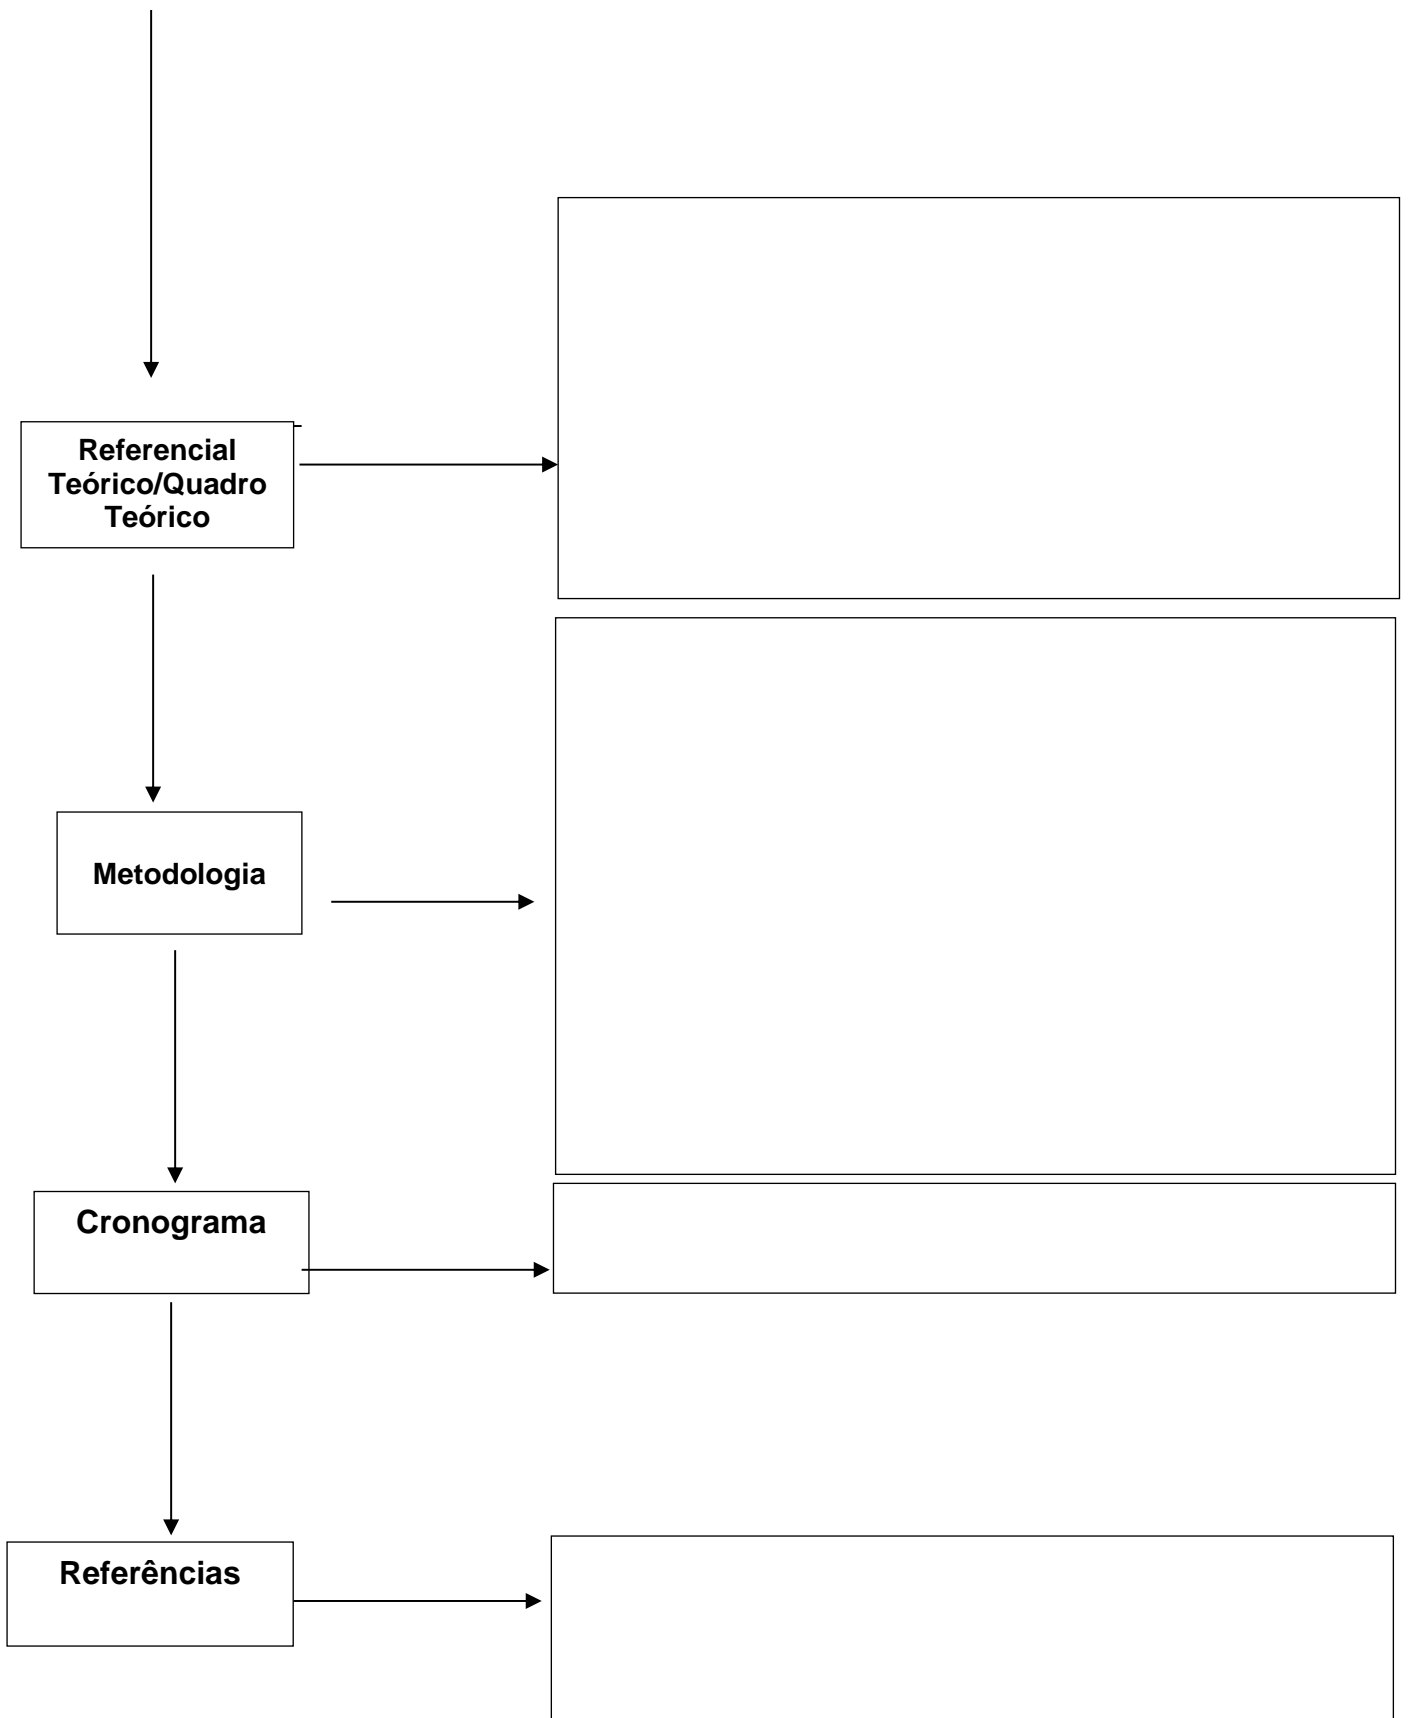 Referencial
Teórico/Quadro
Teórico
Metodologia
Cronograma
Referências